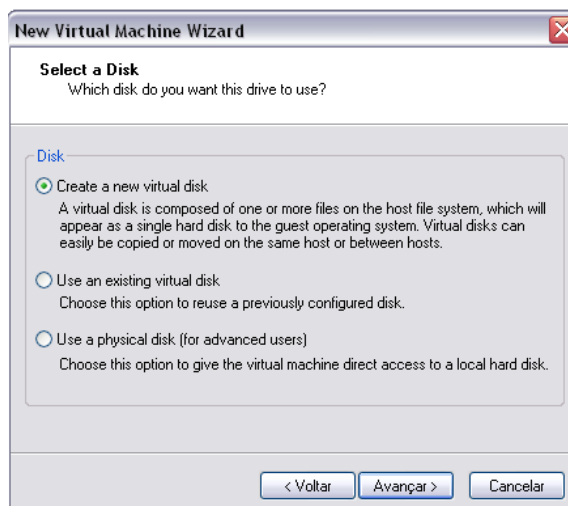 New Virtual Machine Wizard
Select a Disk
Which disk do you want this drive to use?
Disk
Create a new virtual disk
A virtual disk is composed of one or more files on the host file system, which will
appear as a single hard disk to the guest operating system. Virtual disks can
easily be copied or moved on the same host or between hosts.
Use an existing virtual disk
Choose this option to reuse a previously configured disk.
Use a physical disk (for advanced users)
Choose this option to give the virtual machine direct access to a local hard disk.
< Voltar Avançar > Cancelar